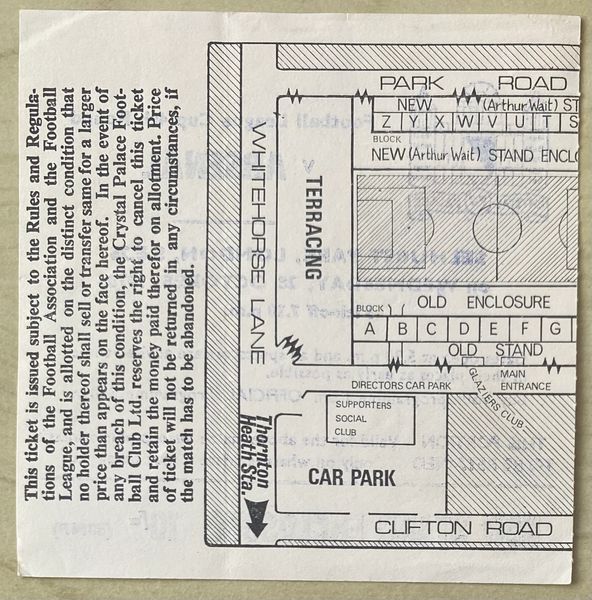 This ticket is issued subject to the Rules and Regula-
tions of the Football Association and the Football
League, and is allotted on the distinct condition that
no holder thereof shall sell or transfer same for a larger
price than appears on the face hereof. In the event of
any breach of this condition, the Crystal Palace Foot-
ball Club Ltd. reserves the right to cancel this ticket
and retain the money paid therefor on allotment. Price
of ticket will not be returned in any circumstances, if
the match has to be abandoned.
PARK ROAD
NEW (Arthur Wait) ST
Z Y X W V U T S
BLOCK
NEW (Arthur Wait) STAND ENCLO
WHITEHORSE LANE
TERRACING
OLD ENCLOSURE
BLOCK
A B C D E F G
OLD STAND
DIRECTORS CAR PARK
MAIN
ENTRANCE
GLAZIERS CLUB
SUPPORTERS
SOCIAL
CLUB
Thornton
Heath Sta.
CAR PARK
CLIFTON ROAD